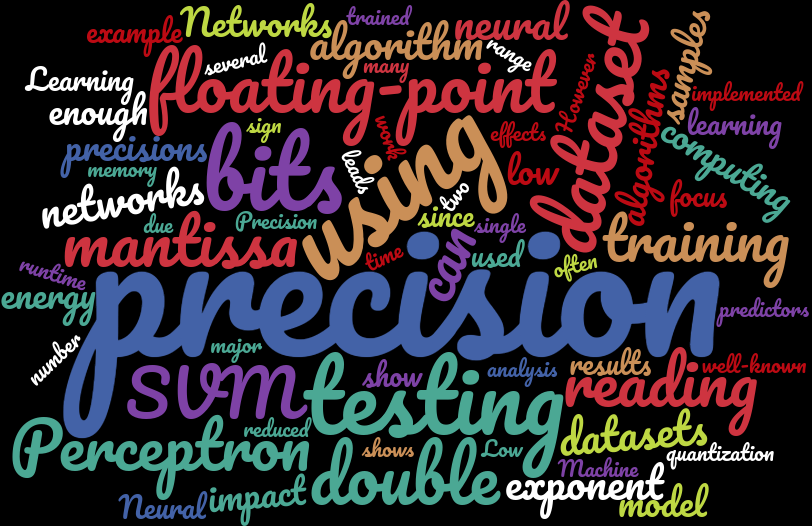 trained
Networks
neural
example
algorithm
several
range
dataset
samples
many
However
Learning
floating-point
enough
work
algorithms
implemented
learning
sign
effects
using
computing
precisions
bits
leads
low
memory
two
focus
networks
due
Precision
since
single
mantissa
training
can
time
used
often
runtime
energy
precision
predictors
number
major
SVM
show
testing
analysis
results
well-known
reading
reduced
Perceptron
shows
double
Low
datasets
quantization
Machine
exponent
Neural
impact
model